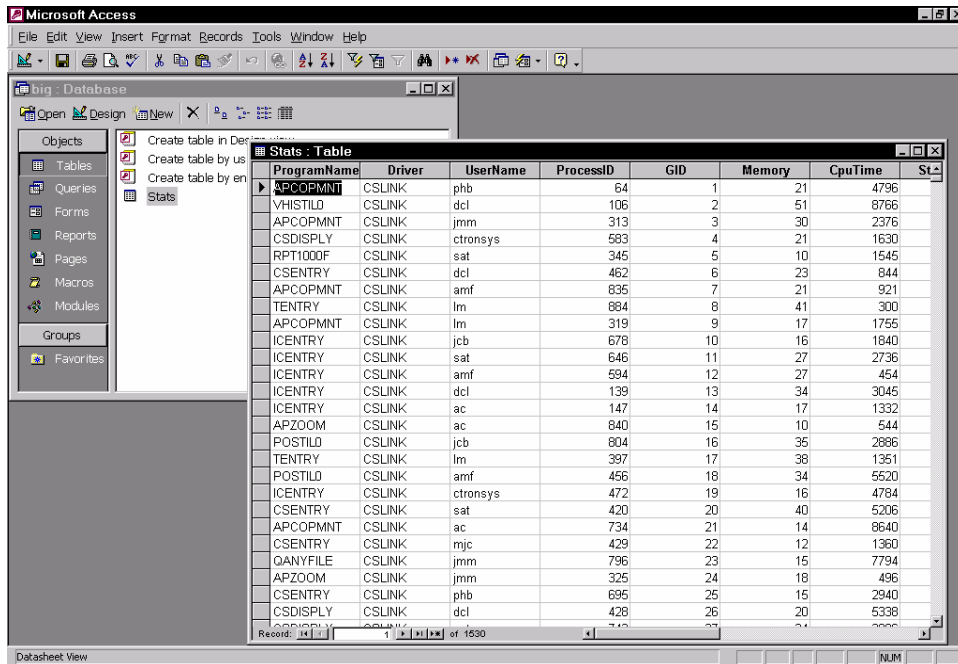 Microsoft Access
File Edit View Insert Format Records Tools Window Help
big : Database
Open Design New
Objects
Tables
Queries
Forms
Reports
Pages
Macros
Modules
Groups
Favorites
Create table in Design view
Create table by us
Create table by en
Stats
Stats : Table
ProgramName Driver UserName ProcessID GID Memory CpuTime St
APCOPMNT CSLINK phb 64 1 21 4796
VHISTIL0 CSLINK dcl 106 2 51 8766
APCOPMNT CSLINK jmm 313 3 30 2376
CSDISPLY CSLINK ctronsys 583 4 21 1630
RPT1000F CSLINK sat 345 5 10 1545
CSENTRY CSLINK dcl 462 6 23 844
APCOPMNT CSLINK amf 835 7 21 921
TENTRY CSLINK lm 884 8 41 300
APCOPMNT CSLINK lm 319 9 17 1755
ICENTRY CSLINK jcb 678 10 16 1840
ICENTRY CSLINK sat 646 11 27 2736
ICENTRY CSLINK amf 594 12 27 454
ICENTRY CSLINK dcl 139 13 34 3045
ICENTRY CSLINK ac 147 14 17 1332
APZOOM CSLINK ac 840 15 10 544
POSTIL0 CSLINK jcb 804 16 35 2886
TENTRY CSLINK lm 397 17 38 1351
POSTIL0 CSLINK amf 456 18 34 5520
ICENTRY CSLINK ctronsys 472 19 16 4784
CSENTRY CSLINK sat 420 20 40 5206
APCOPMNT CSLINK ac 734 21 14 8640
CSENTRY CSLINK mjc 429 22 12 1360
QANYFILE CSLINK jmm 796 23 15 7794
APZOOM CSLINK jmm 325 24 18 496
CSENTRY CSLINK phb 695 25 15 2940
CSDISPLY CSLINK dcl 428 26 20 5338
Record: 1 of 1530
Datasheet View NUM